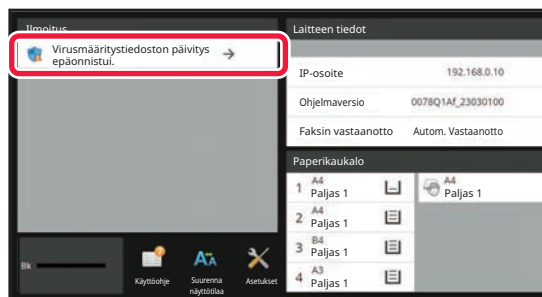 Ilmoitus
Virusmääritystiedoston päivitys
epäonnistui.
Laitteen tiedot
IP-osoite 192.168.0.10
Ohjelmaversio 0078Q1Af_23030100
Faksin vastaanotto Autom. Vastaanotto
Paperikaukalo
1 A4
Paljas 1
A4
Paljas 1
2 A4
Paljas 1
3 B4
Paljas 1
4 A3
Paljas 1
Bk
Käyttöohje
Suurenna
näyttötilaa
Asetukset